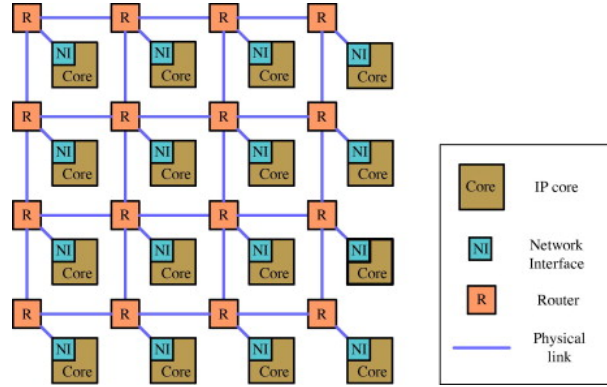 R R R R
NI NI NI NI
Core Core Core Core
R R R R
NI NI NI NI
Core Core Core Core
Core IP core
R R R R
NI NI NI NI
Core Core Core Core
NI Network
Interface
R Router
R R R R
NI NI NI NI
Core Core Core Core
Physical
link